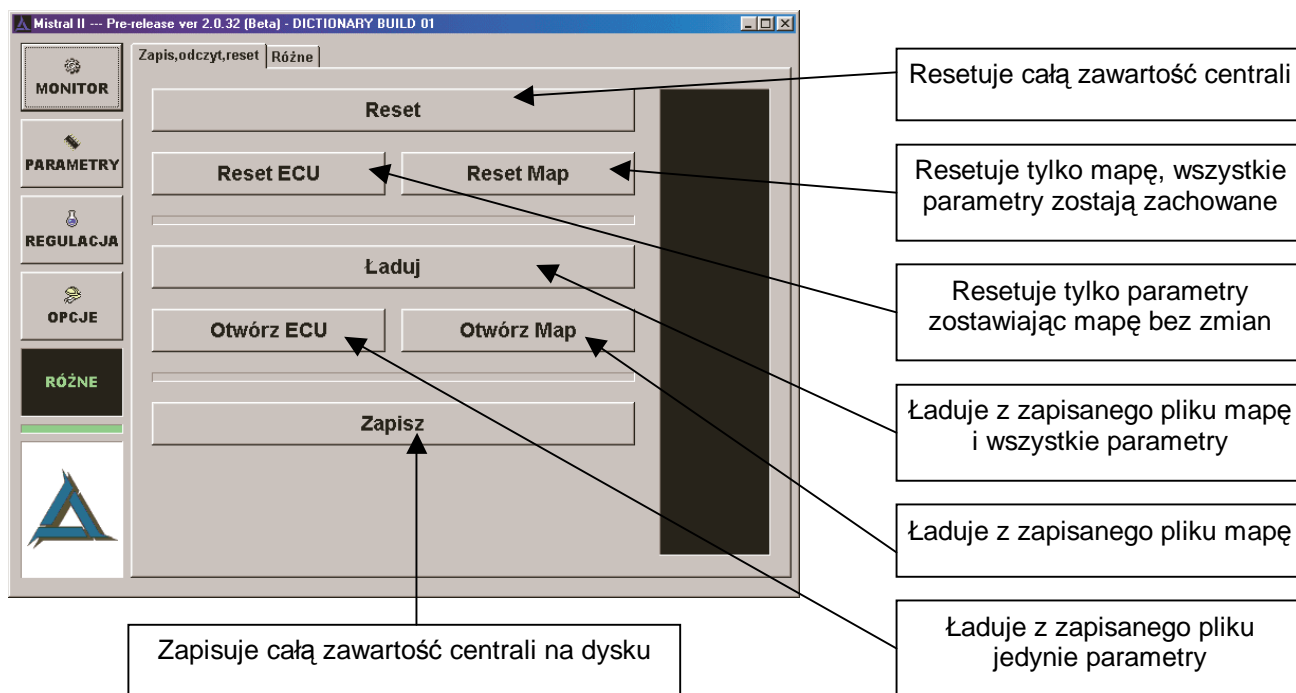 Mistral II --- Pre-release ver 2.0.32 (Beta) - DICTIONARY BUILD 01
MONITOR
PARAMETRY
REGULACJA
OPCJE
RÓŻNE
Zapis,odczyt,reset
Różne
Reset
Reset ECU
Reset Map
Ładuj
Otwórz ECU
Otwórz Map
Zapisz
Resetuje całą zawartość centrali
Resetuje tylko mapę, wszystkie
parametry zostają zachowane
Resetuje tylko parametry
zostawiając mapę bez zmian
Ładuje z zapisanego pliku mapę
i wszystkie parametry
Ładuje z zapisanego pliku mapę
Ładuje z zapisanego pliku
jedynie parametry
Zapisuje całą zawartość centrali na dysku